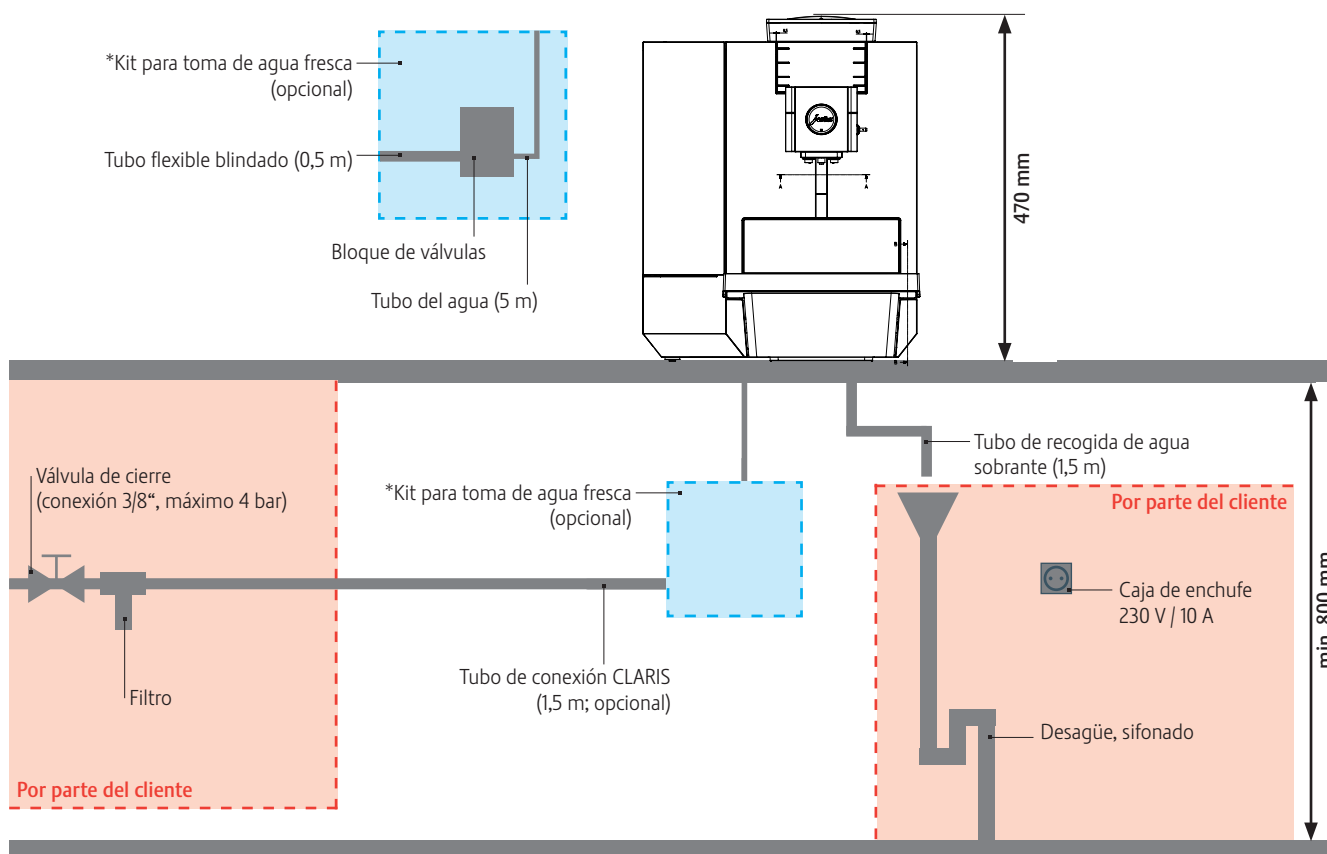 *Kit para toma de agua fresca
(opcional)
Tubo flexible blindado (0,5 m)
Bloque de válvulas
Tubo del agua (5 m)
470 mm
Válvula de cierre
(conexión 3/8“, máximo 4 bar)
Filtro
Por parte del cliente
*Kit para toma de agua fresca
(opcional)
Tubo de conexión CLARIS
(1,5 m; opcional)
Tubo de recogida de agua
sobrante (1,5 m)
Por parte del cliente
Caja de enchufe
230 V / 10 A
Desagüe, sifonado
min. 800 mm